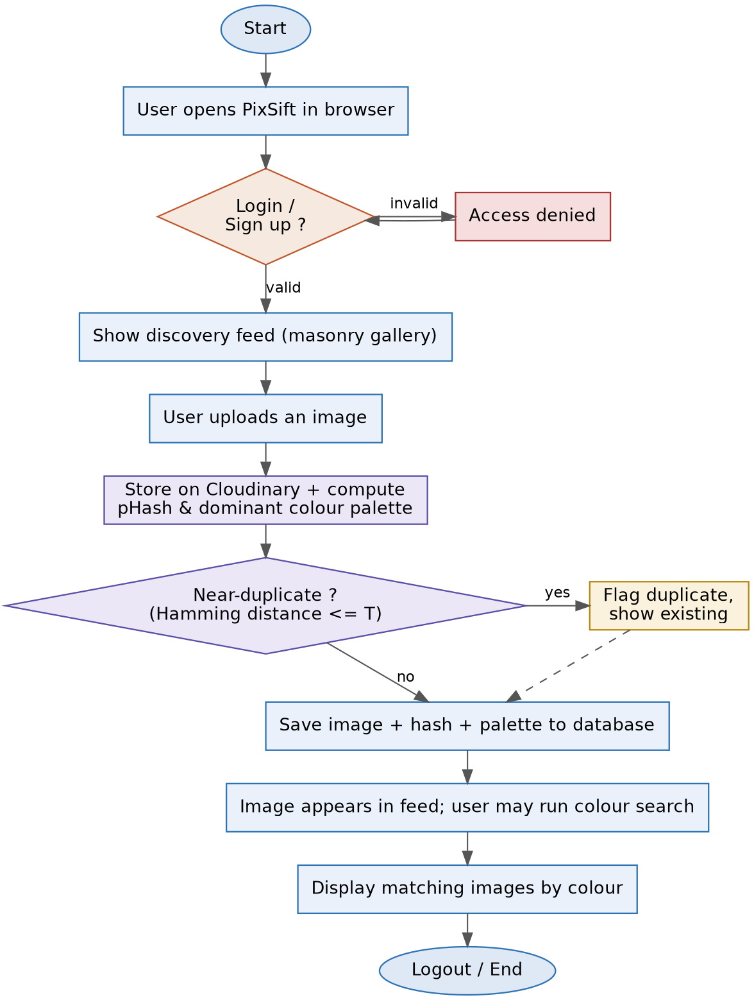 Start
User opens PixSift in browser
Login /
Sign up ?
invalid
Access denied
valid
Show discovery feed (masonry gallery)
User uploads an image
Store on Cloudinary + compute
pHash & dominant colour palette
Near-duplicate ?
(Hamming distance <= T)
yes
Flag duplicate,
show existing
no
Save image + hash + palette to database
Image appears in feed; user may run colour search
Display matching images by colour
Logout / End